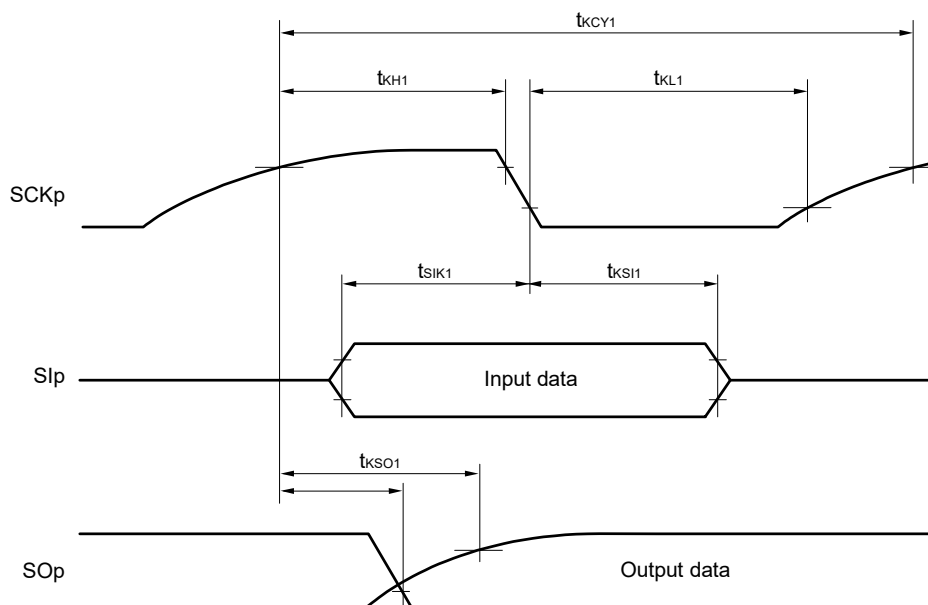 tKCY1
tKH1
tKL1
SCKp
tSIK1
tKSI1
SIp
Input data
tKSO1
SOp
Output data